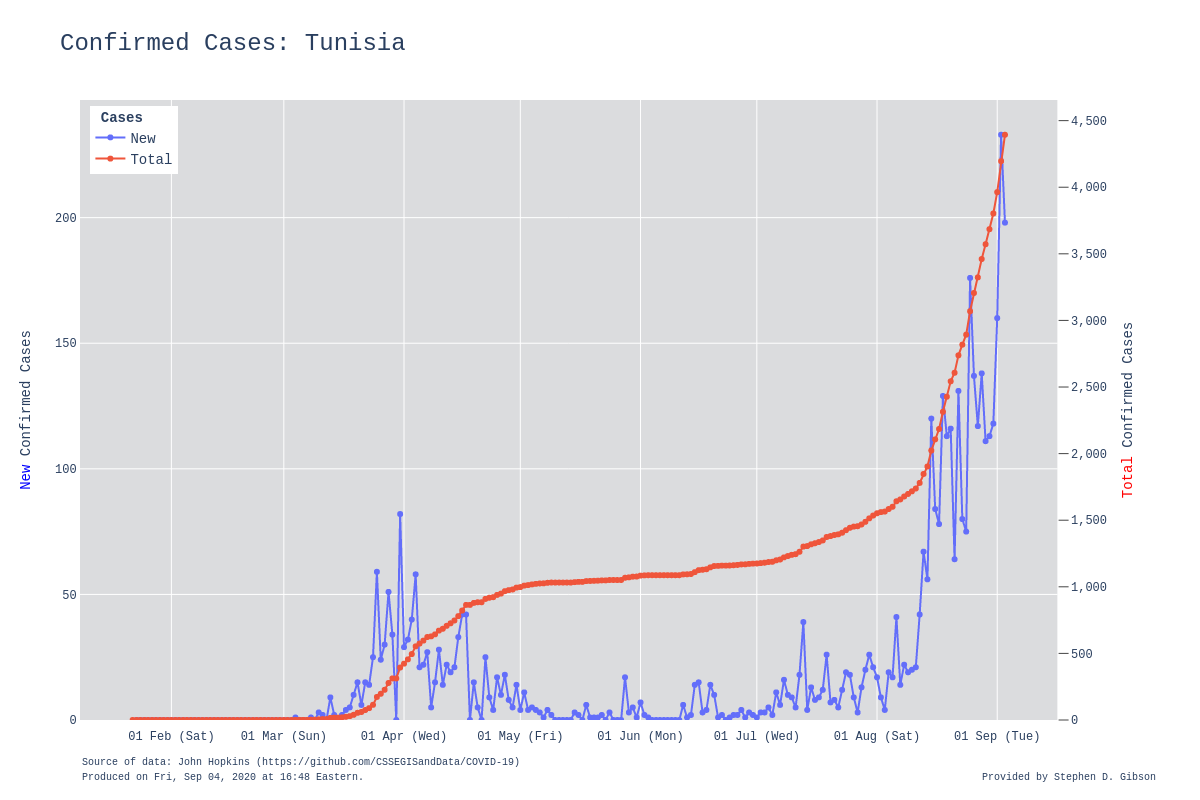 Confirmed Cases: Tunisia
Cases
New
Total
200
150
100
50
0
New Confirmed Cases
4,500
4,000
3,500
3,000
2,500
2,000
1,500
1,000
500
0
Total Confirmed Cases
01 Feb (Sat) 01 Mar (Sun) 01 Apr (Wed) 01 May (Fri) 01 Jun (Mon) 01 Jul (Wed) 01 Aug (Sat) 01 Sep (Tue)
Source of data: John Hopkins (https://github.com/CSSEGISandData/COVID-19)
Produced on Fri, Sep 04, 2020 at 16:48 Eastern.
Provided by Stephen D. Gibson